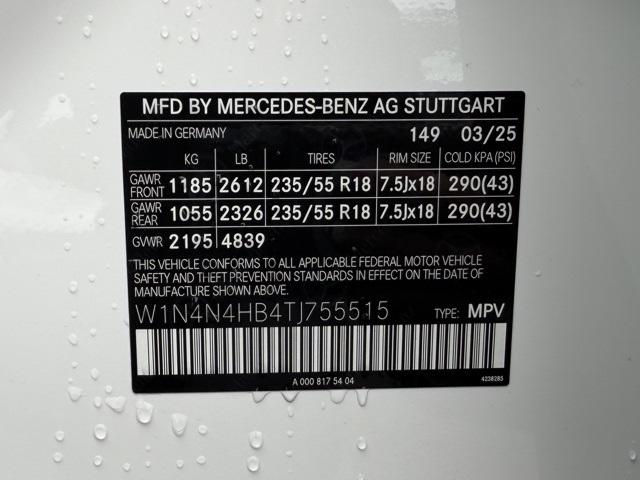 MFD BY MERCEDES-BENZ AG STUTTGART
MADE IN GERMANY 149 03/25
KG LB TIRES RIM SIZE COLD KPA (PSI)
GAWR FRONT 1185 2612 235/55 R18 7.5Jx18 290(43)
GAWR REAR 1055 2326 235/55 R18 7.5Jx18 290(43)
GVWR 2195 4839
THIS VEHICLE CONFORMS TO ALL APPLICABLE FEDERAL MOTOR VEHICLE
SAFETY AND THEFT PREVENTION STANDARDS IN EFFECT ON THE DATE
OF MANUFACTURE SHOWN ABOVE.
W1N4N4HB4TJ755515 TYPE: MPV
A 000 817 54 04 4238285